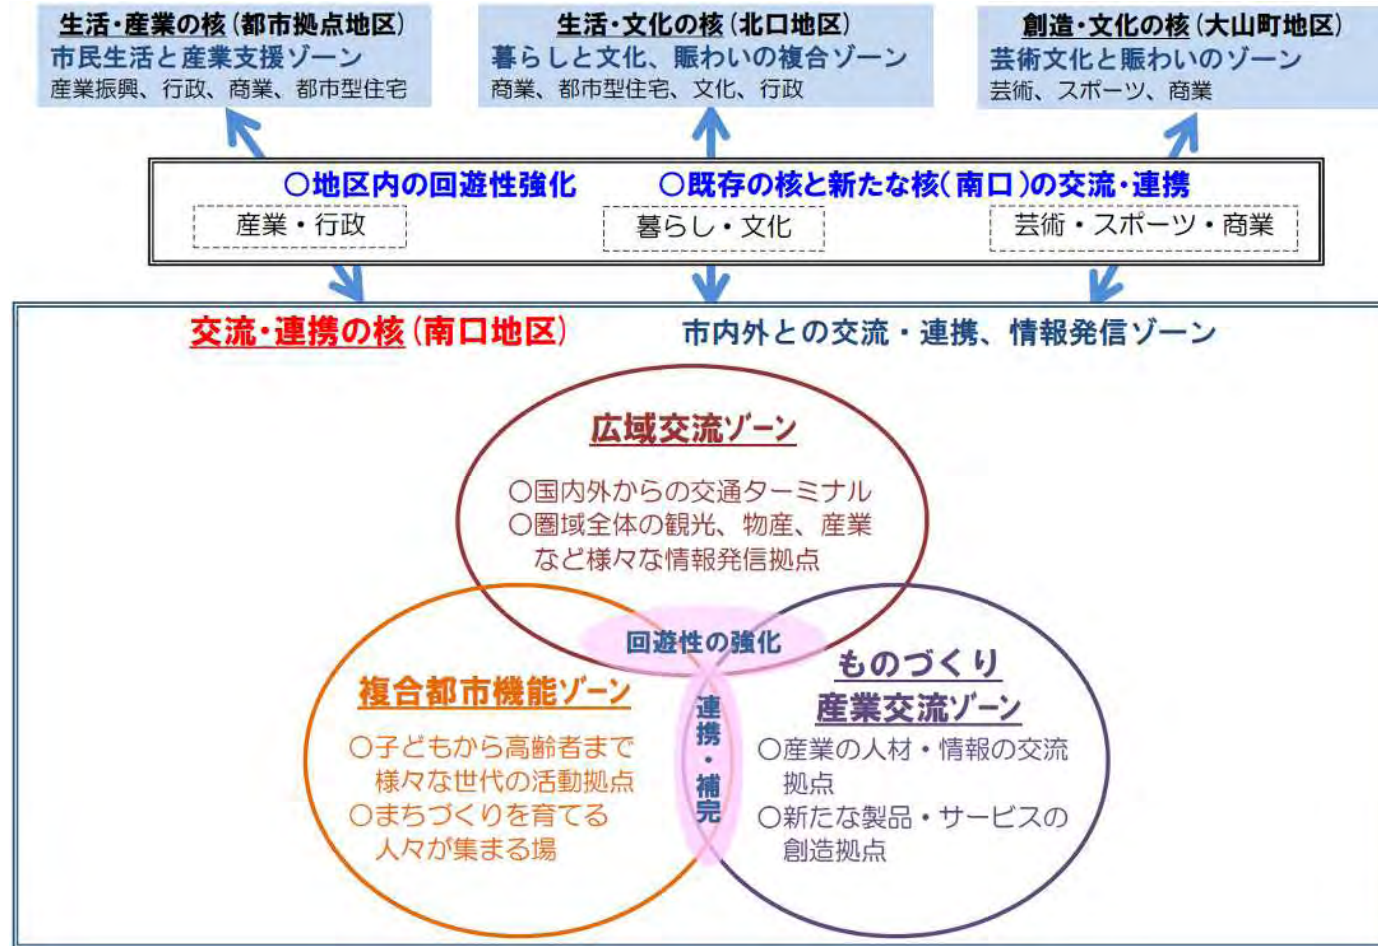 生活・産業の核(都市拠点地区)
市民生活と産業支援ゾーン
産業振興、行政、商業、都市型住宅
生活・文化の核(北口地区)
暮らしと文化、賑わいの複合ゾーン
商業、都市型住宅、文化、行政
創造・文化の核(大山町地区)
芸術文化と賑わいのゾーン
芸術、スポーツ、商業
○地区内の回遊性強化
○既存の核と新たな核(南口)の交流・連携
産業・行政
暮らし・文化
芸術・スポーツ・商業
交流・連携の核(南口地区)
市内外との交流・連携、情報発信ゾーン
広域交流ゾーン
○国内外からの交通ターミナル
○圏域全体の観光、物産、産業
など様々な情報発信拠点
回遊性の強化
連携・補完
複合都市機能ゾーン
○子どもから高齢者まで
様々な世代の活動拠点
○まちづくりを育てる
人々が集まる場
ものづくり
産業交流ゾーン
○産業の人材・情報の交流
拠点
○新たな製品・サービスの
創造拠点